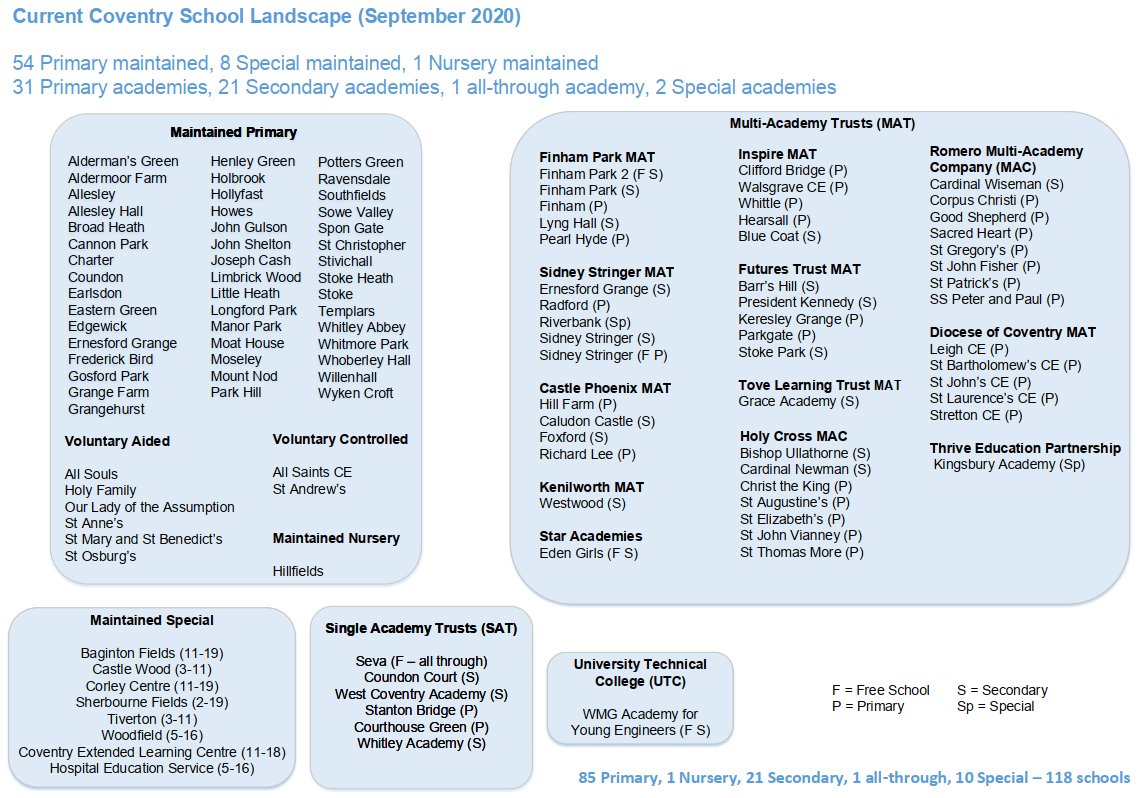 Current Coventry School Landscape (September 2020)
54 Primary maintained, 8 Special maintained, 1 Nursery maintained
31 Primary academies, 21 Secondary academies, 1 all-through academy, 2 Special academies
Maintained Primary
Alderman's Green
Aldermoor Farm
Allesley
Allesley Hall
Broad Heath
Cannon Park
Charter
Coundon
Earlsdon
Eastern Green
Edgewick
Ernesford Grange
Frederick Bird
Gosford Park
Grange Farm
Grangehurst
Henley Green
Holbrook
Hollyfast
Howes
John Gulson
John Shelton
Joseph Cash
Limbrick Wood
Little Heath
Longford Park
Manor Park
Moat House
Moseley
Mount Nod
Park Hill
Potters Green
Ravensdale
Southfields
Sowe Valley
Spon Gate
St Christopher
Stivichall
Stoke Heath
Stoke
Templars
Whitley Abbey
Whitmore Park
Whoberley Hall
Willenhall
Wyken Croft
Voluntary Aided
All Souls
Holy Family
Our Lady of the Assumption
St Anne's
St Mary and St Benedict's
St Osburg's
Voluntary Controlled
All Saints CE
St Andrew's
Maintained Nursery
Hillfields
Multi-Academy Trusts (MAT)
Finham Park MAT
Finham Park 2 (F S)
Finham Park (S)
Finham (P)
Lyng Hall (S)
Pearl Hyde (P)
Sidney Stringer MAT
Ernesford Grange (S)
Radford (P)
Riverbank (Sp)
Sidney Stringer (S)
Sidney Stringer (F P)
Castle Phoenix MAT
Hill Farm (P)
Caludon Castle (S)
Foxford (S)
Richard Lee (P)
Kenilworth MAT
Westwood (S)
Star Academies
Eden Girls (F S)
Inspire MAT
Clifford Bridge (P)
Walsgrave CE (P)
Whittle (P)
Hearsall (P)
Blue Coat (S)
Futures Trust MAT
Barr's Hill (S)
President Kennedy (S)
Keresley Grange (P)
Parkgate (P)
Stoke Park (S)
Tove Learning Trust MAT
Grace Academy (S)
Holy Cross MAC
Bishop Ullathorne (S)
Cardinal Newman (S)
Christ the King (P)
St Augustine's (P)
St Elizabeth's (P)
St John Vianney (P)
St Thomas More (P)
Romero Multi-Academy
Company (MAC)
Cardinal Wiseman (S)
Corpus Christi (P)
Good Shepherd (P)
Sacred Heart (P)
St Gregory's (P)
St John Fisher (P)
St Patrick's (P)
SS Peter and Paul (P)
Diocese of Coventry MAT
Leigh CE (P)
St Bartholomew's CE (P)
St John's CE (P)
St Laurence's CE (P)
Stretton CE (P)
Thrive Education Partnership
Kingsbury Academy (Sp)
Maintained Special
Baginton Fields (11-19)
Castle Wood (3-11)
Corley Centre (11-19)
Sherbourne Fields (2-19)
Tiverton (3-11)
Woodfield (5-16)
Coventry Extended Learning Centre (11-18)
Hospital Education Service (5-16)
Single Academy Trusts (SAT)
Seva (F – all through)
Coundon Court (S)
West Coventry Academy (S)
Stanton Bridge (P)
Courthouse Green (P)
Whitley Academy (S)
University Technical
College (UTC)
WMG Academy for
Young Engineers (F S)
F = Free School S = Secondary
P = Primary Sp = Special
85 Primary, 1 Nursery, 21 Secondary, 1 all-through, 10 Special – 118 schools